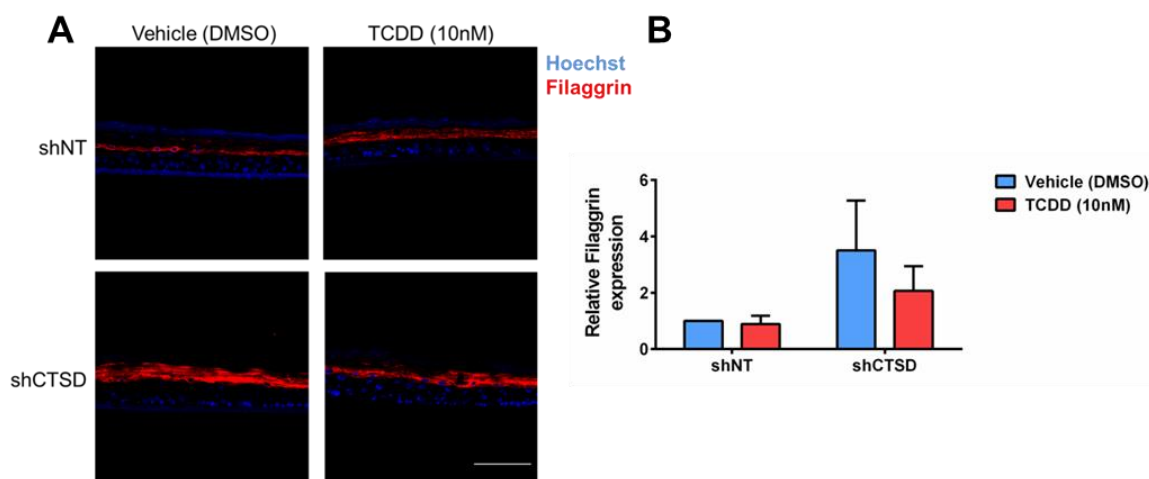 A
Vehicle (DMSO)
TCDD (10nM)
B
Hoechst
Filaggrin
shNT
shCTSD
Relative Filaggrin
expression
6
4
2
0
shNT
shCTSD
Vehicle (DMSO)
TCDD (10nM)